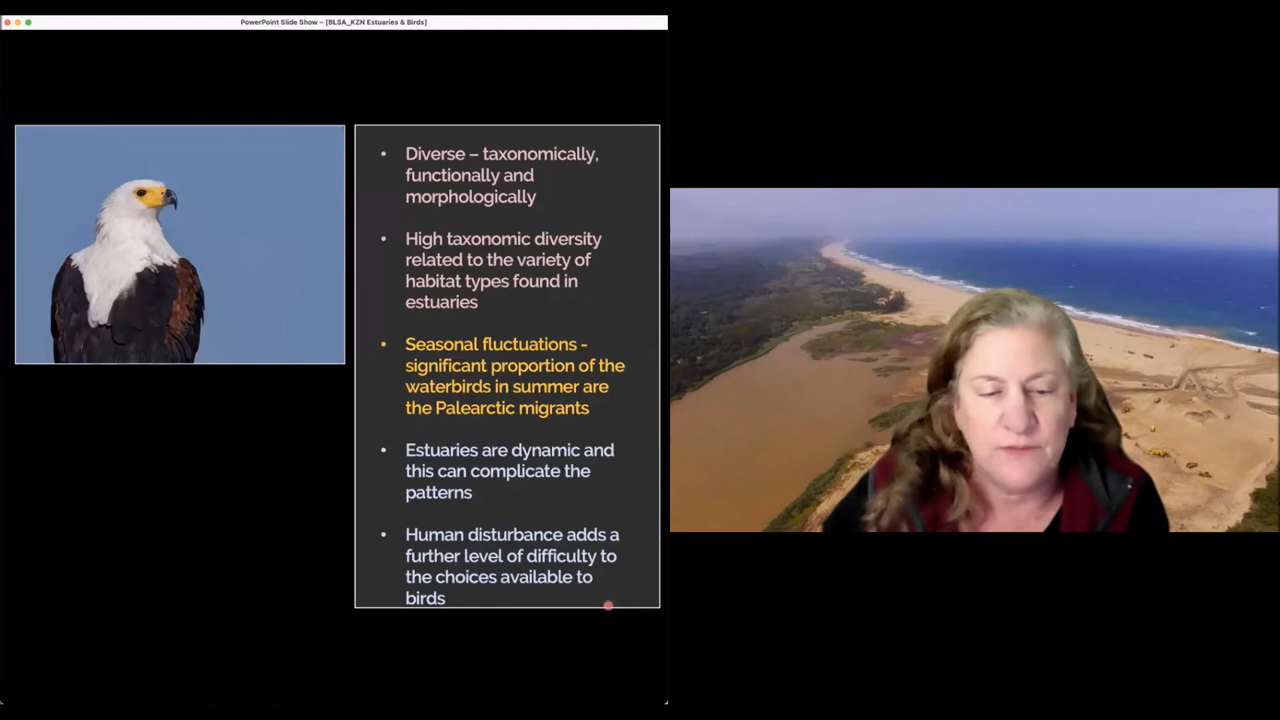 PowerPoint Slide Show – [BLSA_KZN Estuaries & Birds]
• Diverse – taxonomically,
functionally and
morphologically
• High taxonomic diversity
related to the variety of
habitat types found in
estuaries
• Seasonal fluctuations -
significant proportion of the
waterbirds in summer are
the Palearctic migrants
• Estuaries are dynamic and
this can complicate the
patterns
• Human disturbance adds a
further level of difficulty to
the choices available to
birds